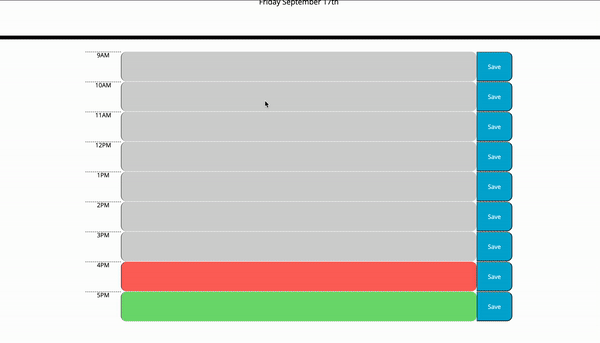 Friday September 17th
9AM
Save
10AM
Save
11AM
Save
12PM
Save
1PM
Save
2PM
Save
3PM
Save
4PM
Save
5PM
Save